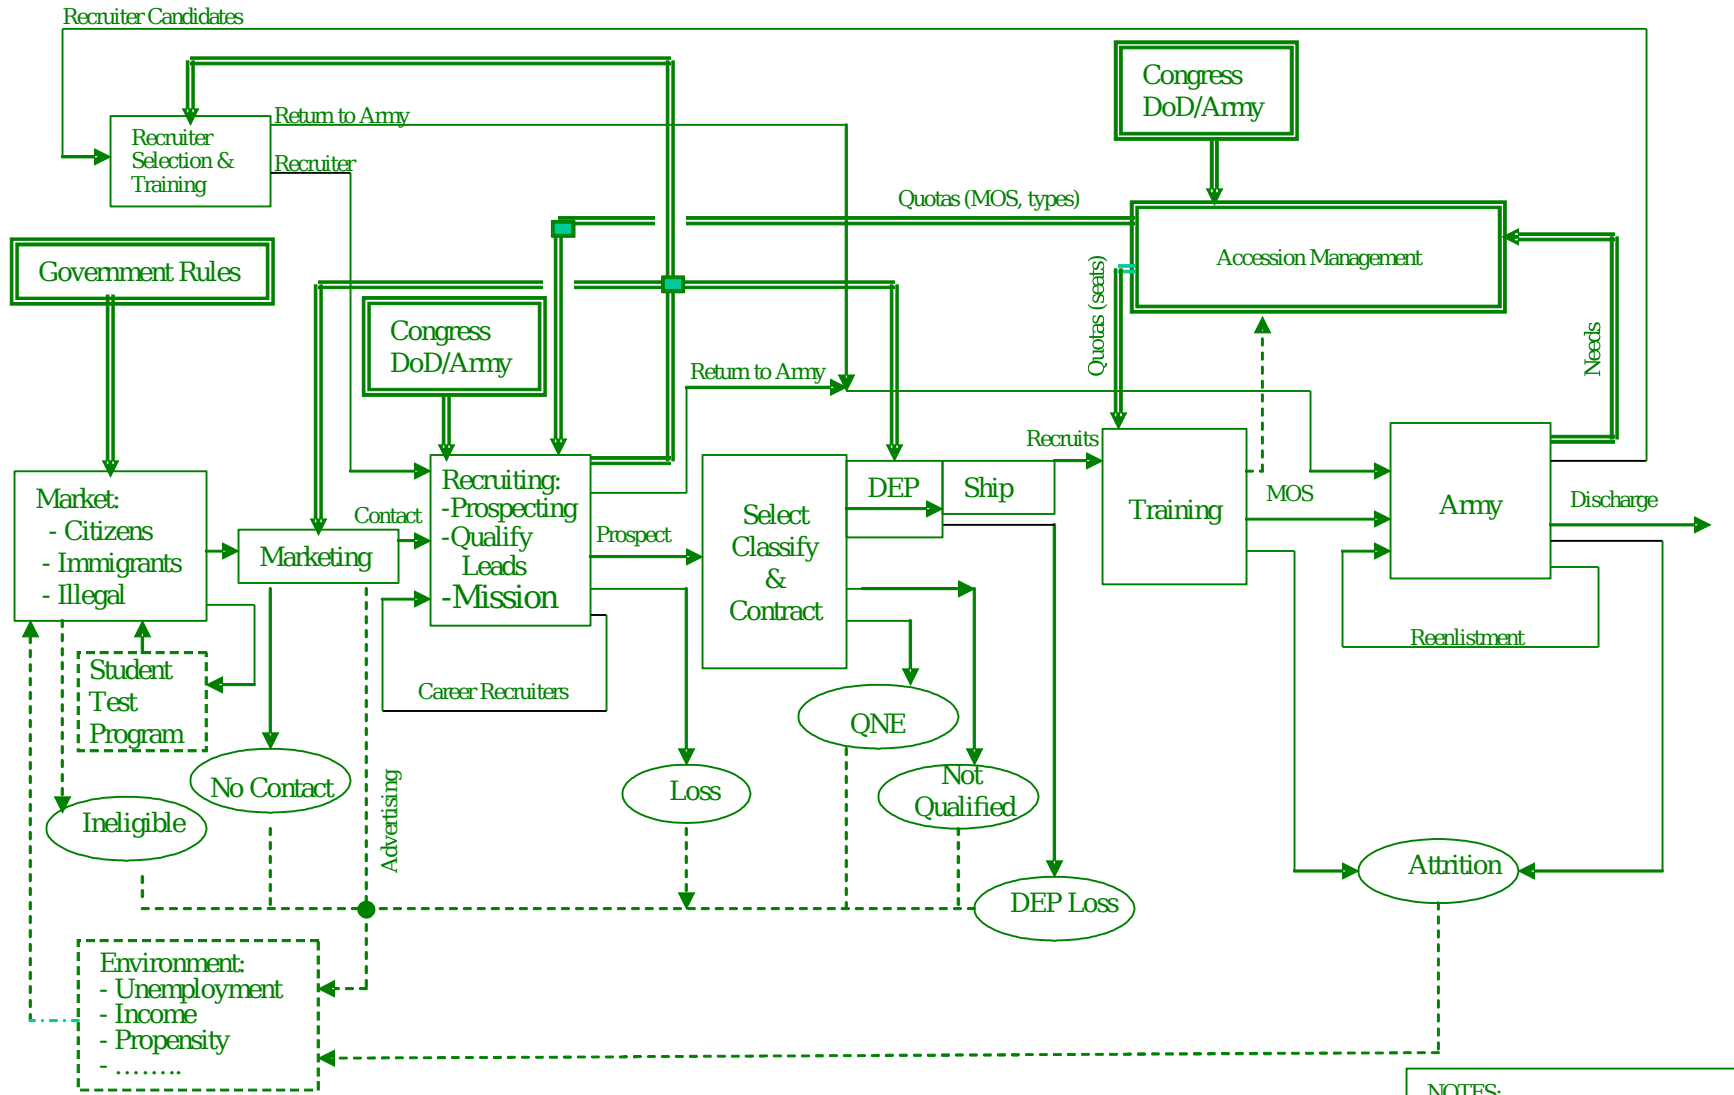 Recruiter Candidates
Congress
DoD/Army
Return to Army
Recruiter
Selection &
Training
Recruiter
Quotas (MOS, types)
Government Rules
Accession Management
Quotas (seats)
Needs
Congress
DoD/Army
Return to Army
Recruits
Market:
- Citizens
- Immigrants
- Illegal
Contact
Marketing
Recruiting:
-Prospecting
-Qualify
Leads
-Mission
Prospect
Select
Classify
&
Contract
DEP
Ship
Training
MOS
Army
Discharge
Reenlistment
Student
Test
Program
Career Recruiters
QNE
No Contact
Loss
Not
Qualified
Ineligible
Advertising
Attrition
DEP Loss
Environment:
- Unemployment
- Income
- Propensity
- ........
NOTES: